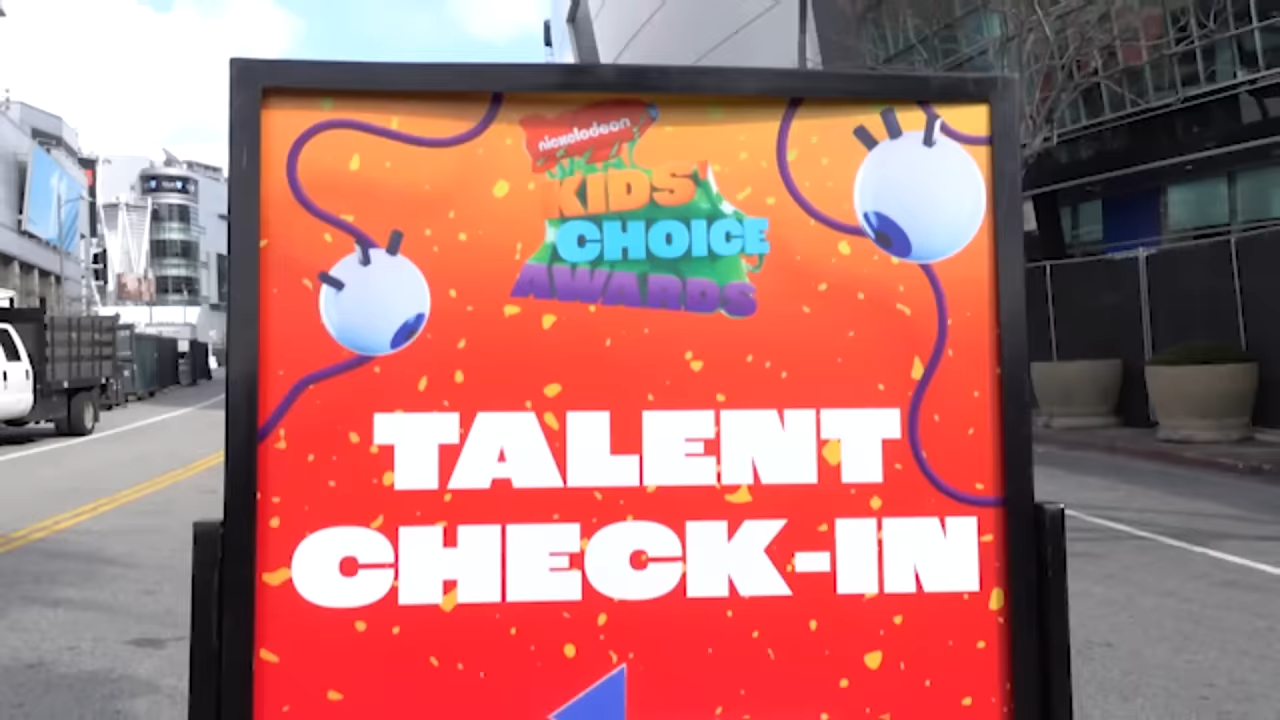 nickelodeon
KIDS'
CHOICE
AWARDS
TALENT
CHECK-IN